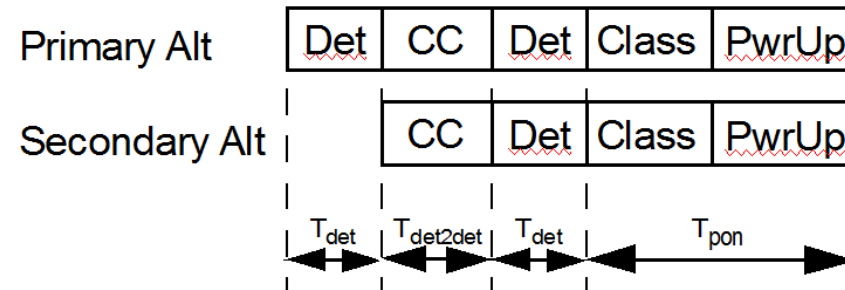 Primary Alt Det CC Det Class PwrUp
Secondary Alt CC Det Class PwrUp
Tdet Tdet2det Tdet Tpon